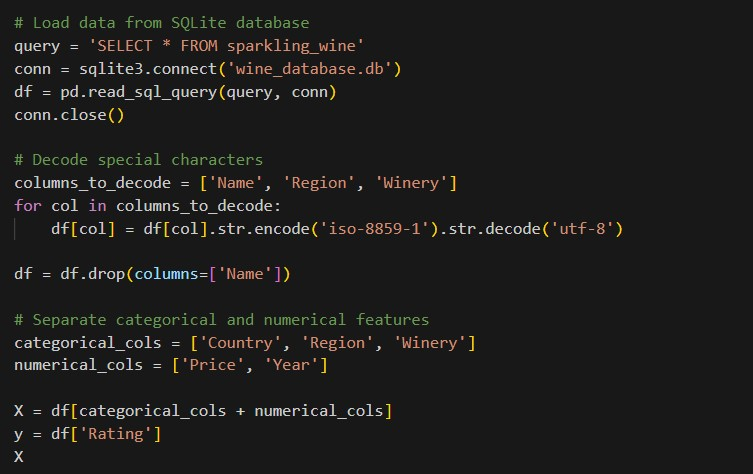 # Load data from SQLite database
query = 'SELECT * FROM sparkling_wine'
conn = sqlite3.connect('wine_database.db')
df = pd.read_sql_query(query, conn)
conn.close()
# Decode special characters
columns_to_decode = ['Name', 'Region', 'Winery']
for col in columns_to_decode:
    df[col] = df[col].str.encode('iso-8859-1').str.decode('utf-8')
df = df.drop(columns=['Name'])
# Separate categorical and numerical features
categorical_cols = ['Country', 'Region', 'Winery']
numerical_cols = ['Price', 'Year']
X = df[categorical_cols + numerical_cols]
y = df['Rating']
X